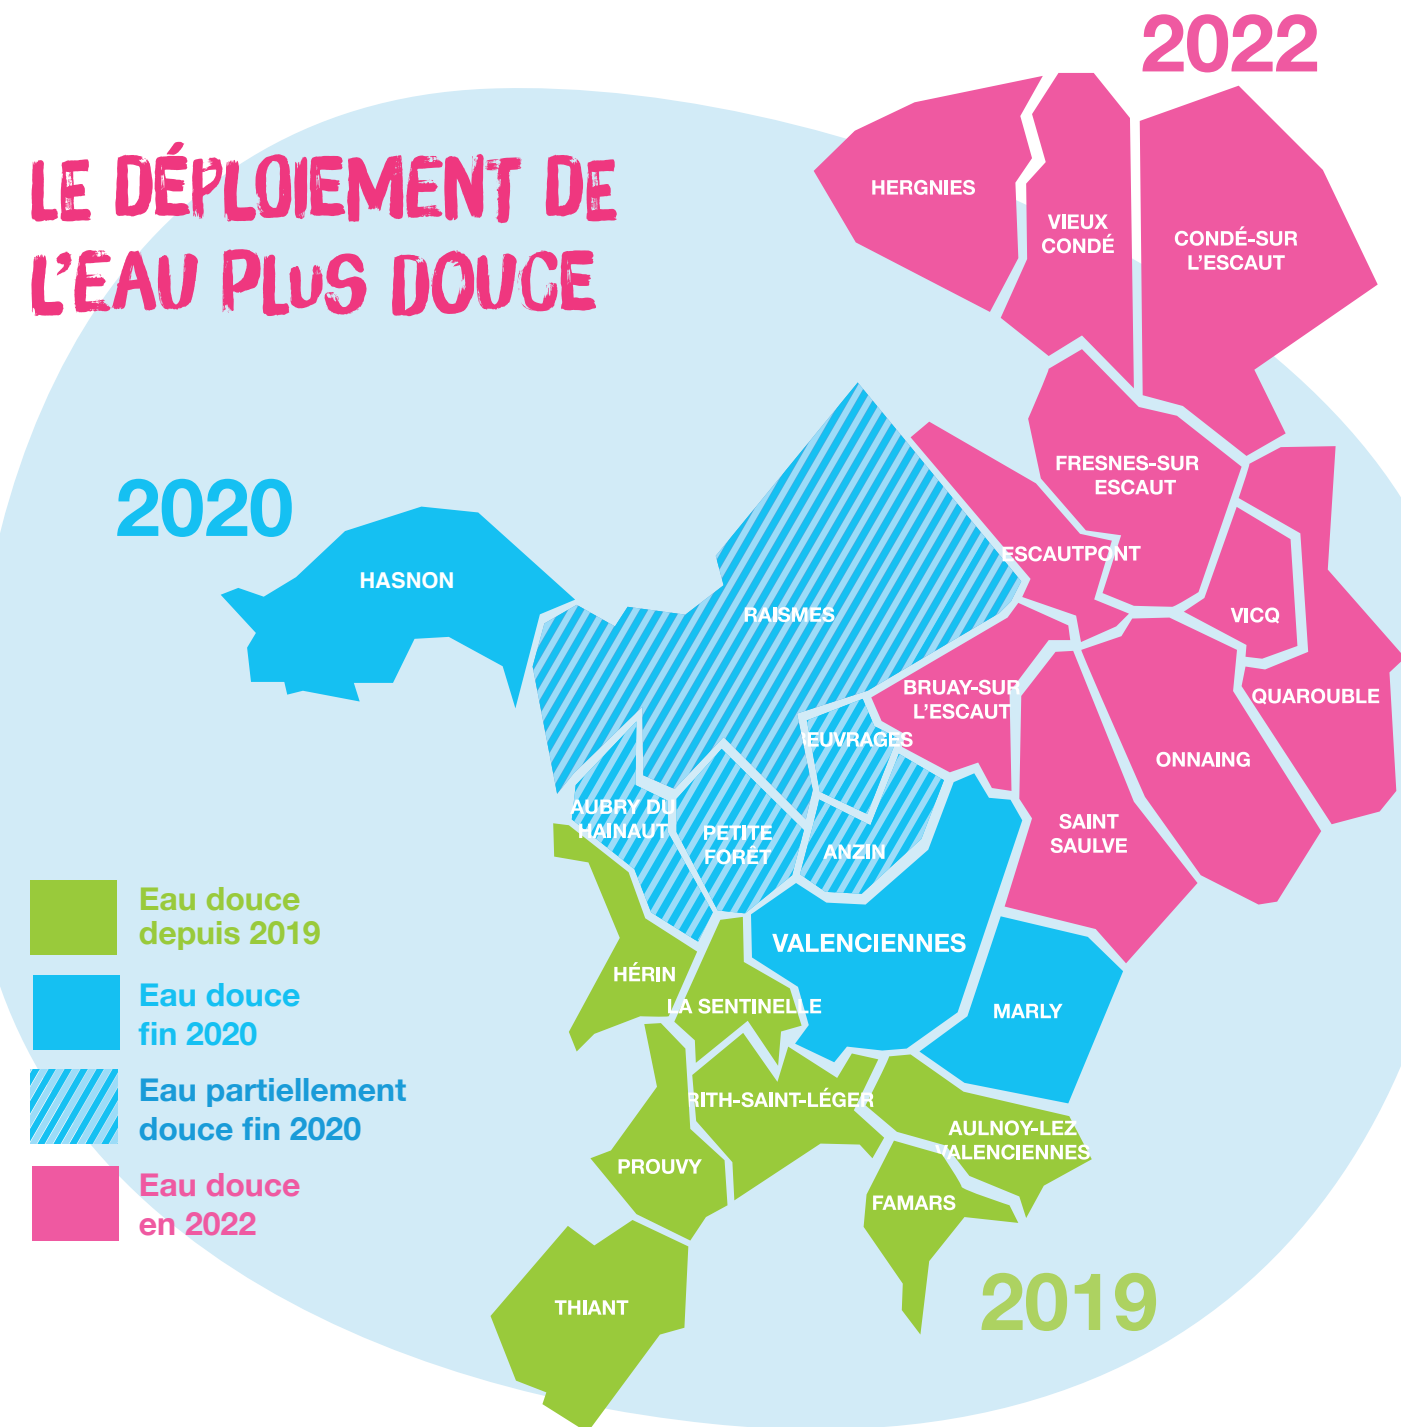 2022
LE DÉPLOIEMENT DE
L'EAU PLUS DOUCE
HERGNIES
VIEUX
CONDÉ
CONDÉ-SUR
L'ESCAUT
FRESNES-SUR
ESCAUT
2020
HASNON
ESCAUTPONT
RAISMES
VICQ
BRUAY-SUR
L'ESCAUT
QUAROUBLE
EUVRAGES
ONNAING
AUBRY DU
HAINAUT
PETITE
FORÊT
ANZIN
SAINT
SAULVE
Eau douce
depuis 2019
VALENCIENNES
HÉRIN
LA SENTINELLE
MARLY
Eau douce
fin 2020
Eau partiellement
douce fin 2020
RITH-SAINT-LÉGER
AULNOY-LEZ
VALENCIENNES
PROUVY
FAMARS
Eau douce
en 2022
2019
THIANT